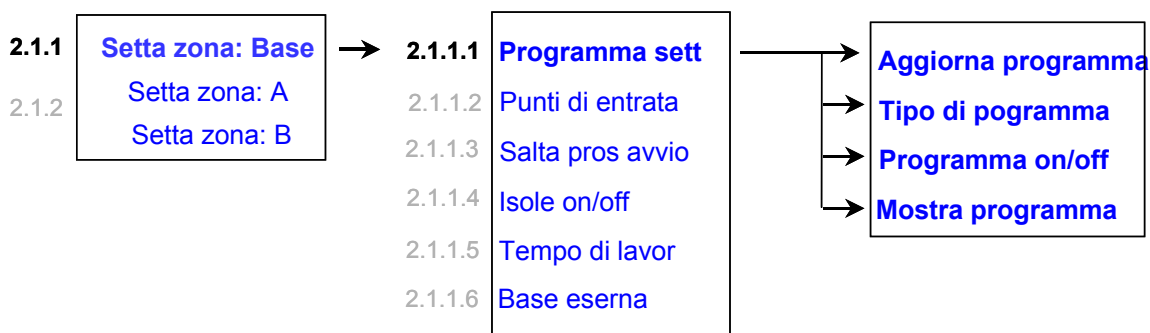 2.1.1 Setta zona: Base
2.1.2 Setta zona: A
Setta zona: B
2.1.1.1 Programma sett
2.1.1.2 Punti di entrata
2.1.1.3 Salta pros avvio
2.1.1.4 Isole on/off
2.1.1.5 Tempo di lavor
2.1.1.6 Base eserna
Aggiorna programma
Tipo di pogramma
Programma on/off
Mostra programma